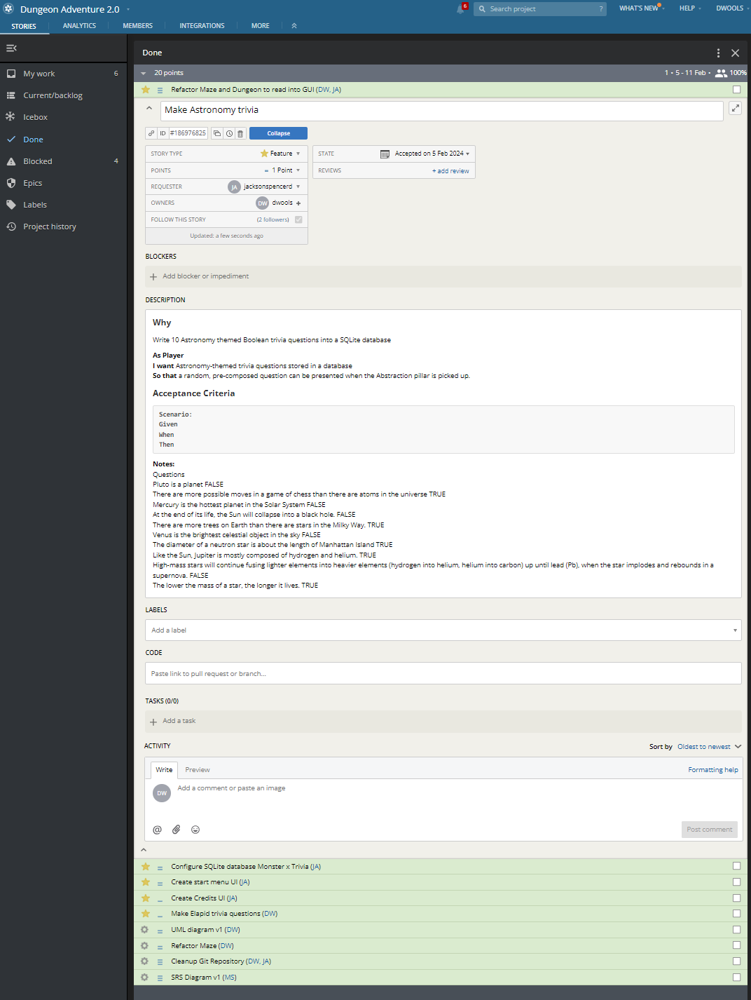 Dungeon Adventure 2.0
6
Search project
?
WHAT'S NEW
HELP
DWOOLS
STORIES
ANALYTICS
MEMBERS
INTEGRATIONS
MORE
My work 6
Current/backlog
Icebox
Done
Blocked 4
Epics
Labels
Project history
Done
20 points
1 • 5 - 11 Feb • 100%
Refactor Maze and Dungeon to read into GUI (DW, JA)
Make Astronomy trivia
ID #186976825
Collapse
STORY TYPE Feature
POINTS 1 Point
REQUESTER JA jacksonspencerd
OWNERS DW dwools +
FOLLOW THIS STORY (2 followers)
Updated: a few seconds ago
STATE Accepted on 5 Feb 2024
REVIEWS + add review
BLOCKERS
+ Add blocker or impediment
DESCRIPTION
Why
Write 10 Astronomy themed Boolean trivia questions into a SQLite database
As Player
I want Astronomy-themed trivia questions stored in a database
So that a random, pre-composed question can be presented when the Abstraction pillar is picked up.
Acceptance Criteria
Scenario:
Given
When
Then
Notes:
Questions
Pluto is a planet FALSE
There are more possible moves in a game of chess than there are atoms in the universe TRUE
Mercury is the hottest planet in the Solar System FALSE
At the end of its life, the Sun will collapse into a black hole. FALSE
There are more trees on Earth than there are stars in the Milky Way. TRUE
Venus is the brightest celestial object in the sky FALSE
The diameter of a neutron star is about the length of Manhattan Island TRUE
Like the Sun, Jupiter is mostly composed of hydrogen and helium. TRUE
High-mass stars will continue fusing lighter elements into heavier elements (hydrogen into helium, helium into carbon) up until lead (Pb), when the star implodes and rebounds in a
supernova. FALSE
The lower the mass of a star, the longer it lives. TRUE
LABELS
Add a label
CODE
Paste link to pull request or branch...
TASKS (0/0)
+ Add a task
ACTIVITY
Sort by Oldest to newest
Write
Preview
Formatting help
DW
Add a comment or paste an image
@
Post comment
Configure SQLite database Monster x Trivia (JA)
Create start menu UI (JA)
Create Credits UI (JA)
Make Elapid trivia questions (DW)
UML diagram v1 (DW)
Refactor Maze (DW)
Cleanup Git Repository (DW, JA)
SRS Diagram v1 (MS)